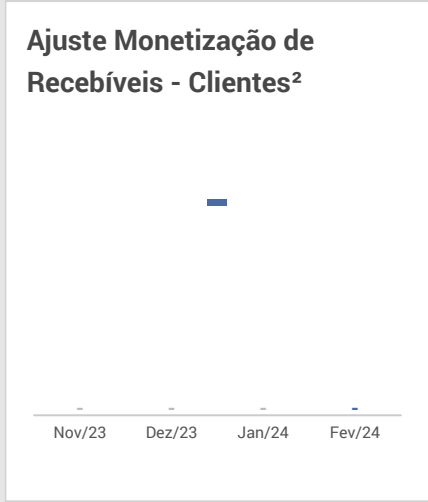 Ajuste Monetização de
Recebíveis - Clientes²
- - - -
Nov/23 Dez/23 Jan/24 Fev/24